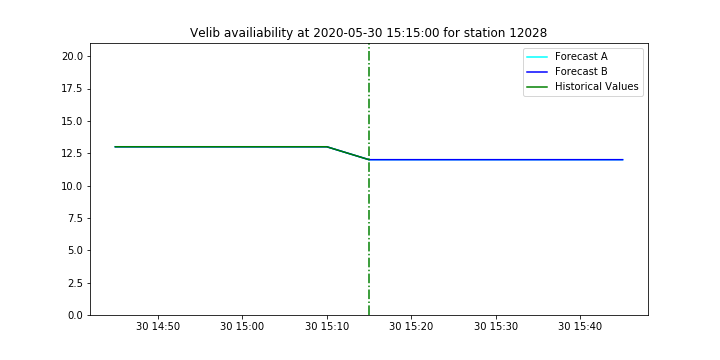 Velib availiability at 2020-05-30 15:15:00 for station 12028
20.0
17.5
15.0
12.5
10.0
7.5
5.0
2.5
0.0
Forecast A
Forecast B
Historical Values
30 14:50 30 15:00 30 15:10 30 15:20 30 15:30 30 15:40